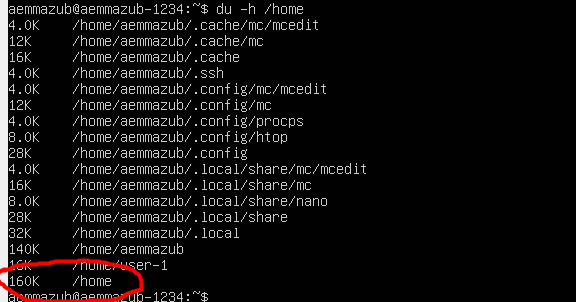 aemmazub@aemmazub-1234:~$ du -h /home
4.0K /home/aemmazub/.cache/mc/mcedit
12K /home/aemmazub/.cache/mc
16K /home/aemmazub/.cache
4.0K /home/aemmazub/.ssh
4.0K /home/aemmazub/.config/mc/mcedit
12K /home/aemmazub/.config/mc
4.0K /home/aemmazub/.config/procps
8.0K /home/aemmazub/.config/htop
28K /home/aemmazub/.config
4.0K /home/aemmazub/.local/share/mc/mcedit
16K /home/aemmazub/.local/share/mc
8.0K /home/aemmazub/.local/share/nano
28K /home/aemmazub/.local/share
32K /home/aemmazub/.local
140K /home/aemmazub
16K /home/user-1
160K /home
aemmazub@aemmazub-1234:~$